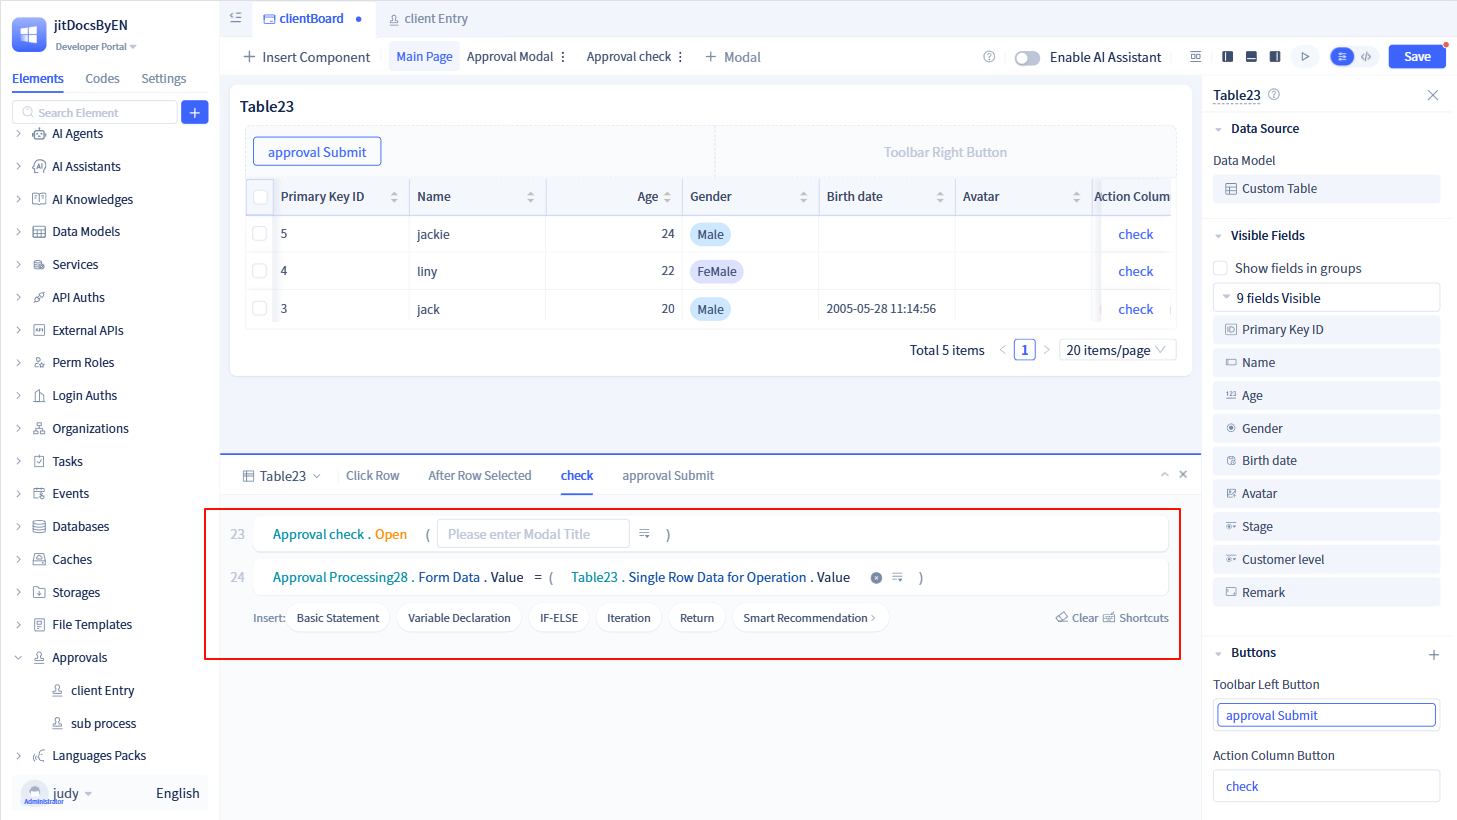 jitDocsByEN
Developer Portal
Elements Codes Settings
Search Element
AI Agents
AI Assistants
AI Knowledges
Data Models
Services
API Auths
External APIs
Perm Roles
Login Auths
Organizations
Tasks
Events
Databases
Caches
Storages
File Templates
Approvals
client Entry
sub process
Languages Packs
judy
Administrator
English
clientBoard
client Entry
Insert Component
Main Page
Approval Modal
Approval check
Modal
Enable AI Assistant
Save
Table23
approval Submit
Toolbar Right Button
Primary Key ID Name Age Gender Birth date Avatar Action Colum
5 jackie 24 Male check
4 liny 22 FeMale check
3 jack 20 Male 2005-05-28 11:14:56 check
Total 5 items < 1 > 20 items/page
Table23 Click Row After Row Selected check approval Submit
23 Approval check . Open ( Please enter Modal Title )
24 Approval Processing28 . Form Data . Value = ( Table23 . Single Row Data for Operation . Value )
Insert: Basic Statement Variable Declaration IF-ELSE Iteration Return Smart Recommendation > Clear Shortcuts
Table23
Data Source
Data Model
Custom Table
Visible Fields
Show fields in groups
9 fields Visible
Primary Key ID
Name
123 Age
Gender
Birth date
Avatar
Stage
Customer level
Remark
Buttons
Toolbar Left Button
approval Submit
Action Column Button
check